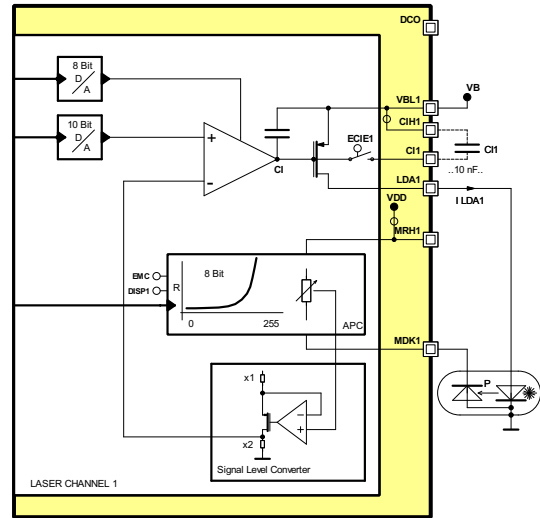 DCO
8 Bit
D
A
VB
VBL1
10 Bit
D
A
CIH1
+
ECIE1
CI1
CI1
CI
..10 nF..
–
LDA1
VDD
I LDA1
MRH1
EMC
R
8 Bit
DISP1
0
255
APC
MDK1
x1
P
+
–
x2
Signal Level Converter
LASER CHANNEL 1